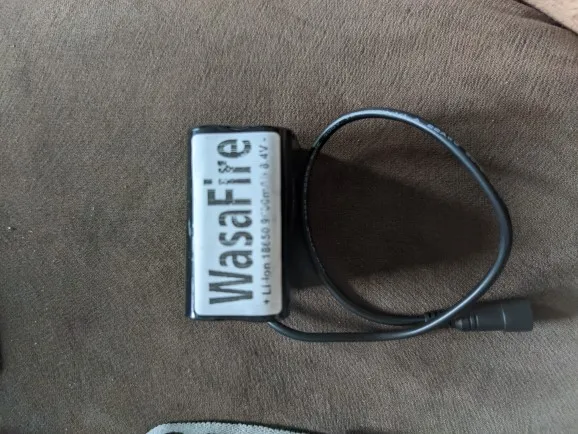 WasaFire
+ Li-Ion 18650 8.4V -